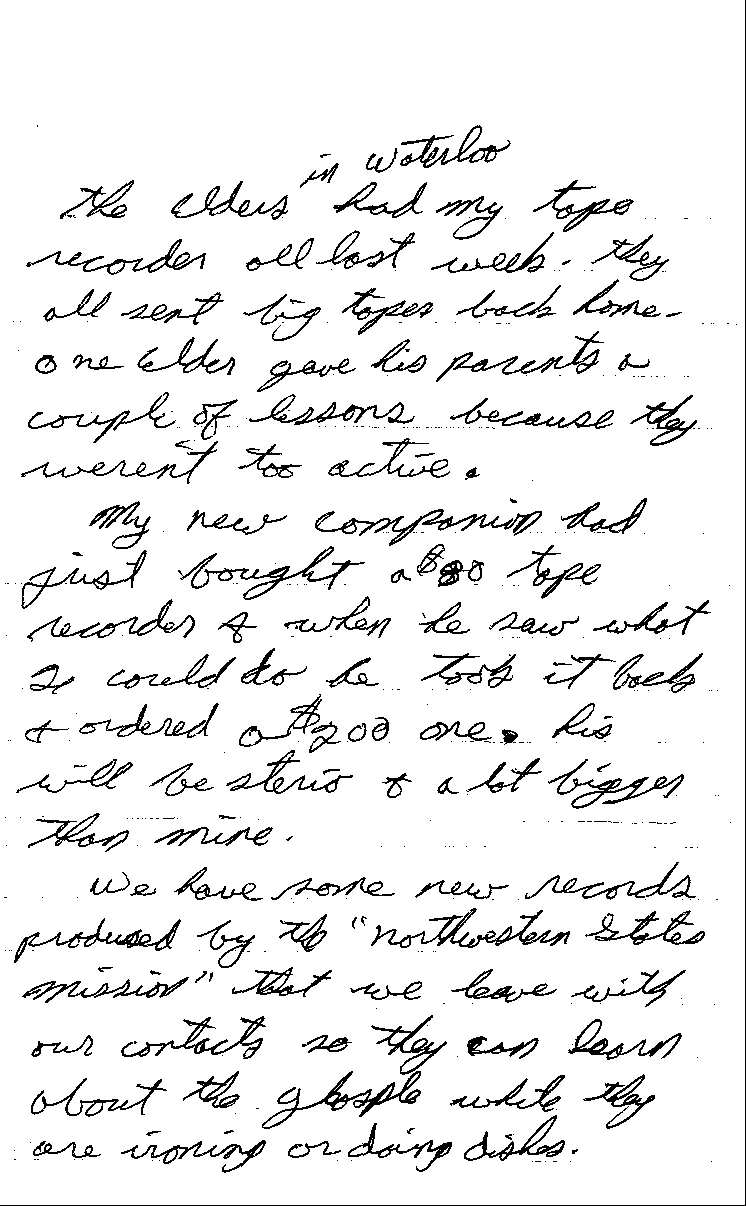 in Waterloo
The Elders had my tape
recorder all last week. They
all sent big tapes back home.
One Elder gave his parents a
couple of lessons because they
weren't too active.
My new companion had
just bought a $80 tape
recorder & when he saw what
I could do he took it back
& ordered a $200 one. his
will be sterio & a lot bigger
than mine.
We have some new records
produced by the "Northwestern States
mission" that we leave with
our contacts so they can learn
about the ghosple while they
are ironing or doing dishes.